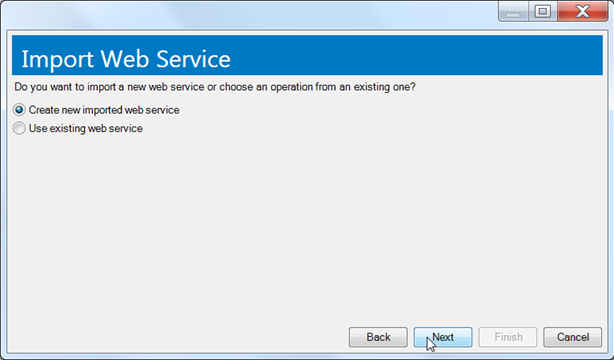 Import Web Service
Do you want to import a new web service or choose an operation from an existing one?
Create new imported web service
Use existing web service
Back Next Finish Cancel